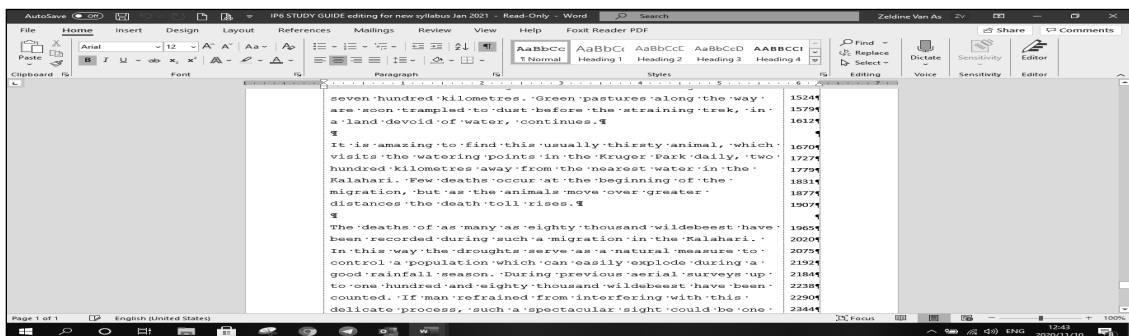 AutoSave Off IP6 STUDY GUIDE editing for new syllabus Jan 2021 - Read-Only - Word Search Zeldine Van As ZV
File Home Insert Design Layout References Mailings Review View Help Foxit Reader PDF Share Comments
Paste Arial 12 AaBbCc AaBbCc AaBbCcE AaBbCcD AABBCCI Find Replace Select Dictate Sensitivity Editor
¶ Normal Heading 1 Heading 2 Heading 3 Heading 4
Clipboard Font Paragraph Styles Editing Voice Sensitivity Editor
seven hundred kilometres. Green pastures along the way 1524¶
are soon trampled to dust before the straining trek, in 1579¶
a land devoid of water, continues.¶ 1612¶
¶
It is amazing to find this usually thirsty animal, which 1670¶
visits the watering points in the Kruger Park daily, two 1727¶
hundred kilometres away from the nearest water in the 1779¶
Kalahari. Few deaths occur at the beginning of the 1831¶
migration, but as the animals move over greater 1877¶
distances the death toll rises.¶ 1907¶
¶
The deaths of as many as eighty thousand wildebeest have 1965¶
been recorded during such a migration in the Kalahari. 2020¶
In this way the droughts serve as a natural measure to 2075¶
control a population which can easily explode during a 2192¶
good rainfall season. During previous aerial surveys up 2184¶
to one hundred and eighty thousand wildebeest have been 2238¶
counted. If man refrained from interfering with this 2290¶
delicate process, such a spectacular sight could be one 2344¶
Page 1 of 1 English (United States) Focus 100%
ENG 12:43
2020/11/10